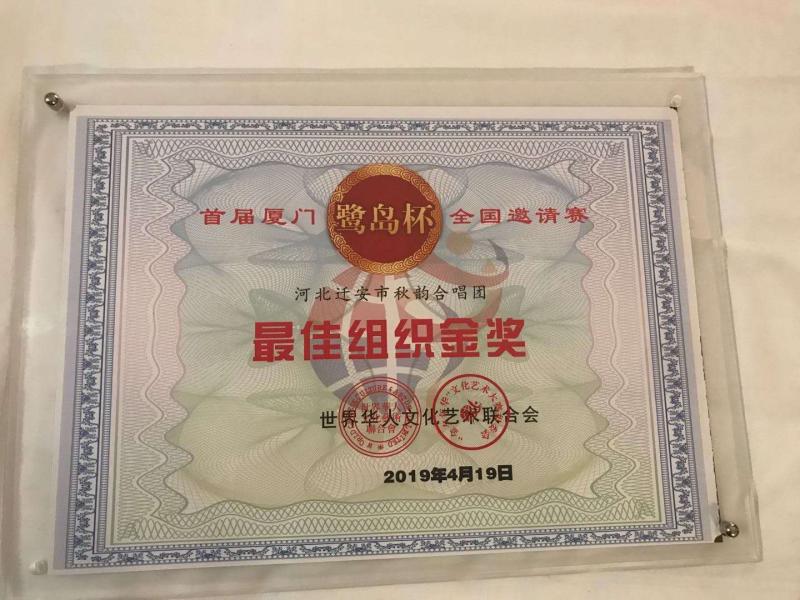 首届厦门 鹭岛杯 全国邀请赛
河北迁安市秋韵合唱团
最佳组织金奖
世界华人文化艺术联合会
2019年4月19日